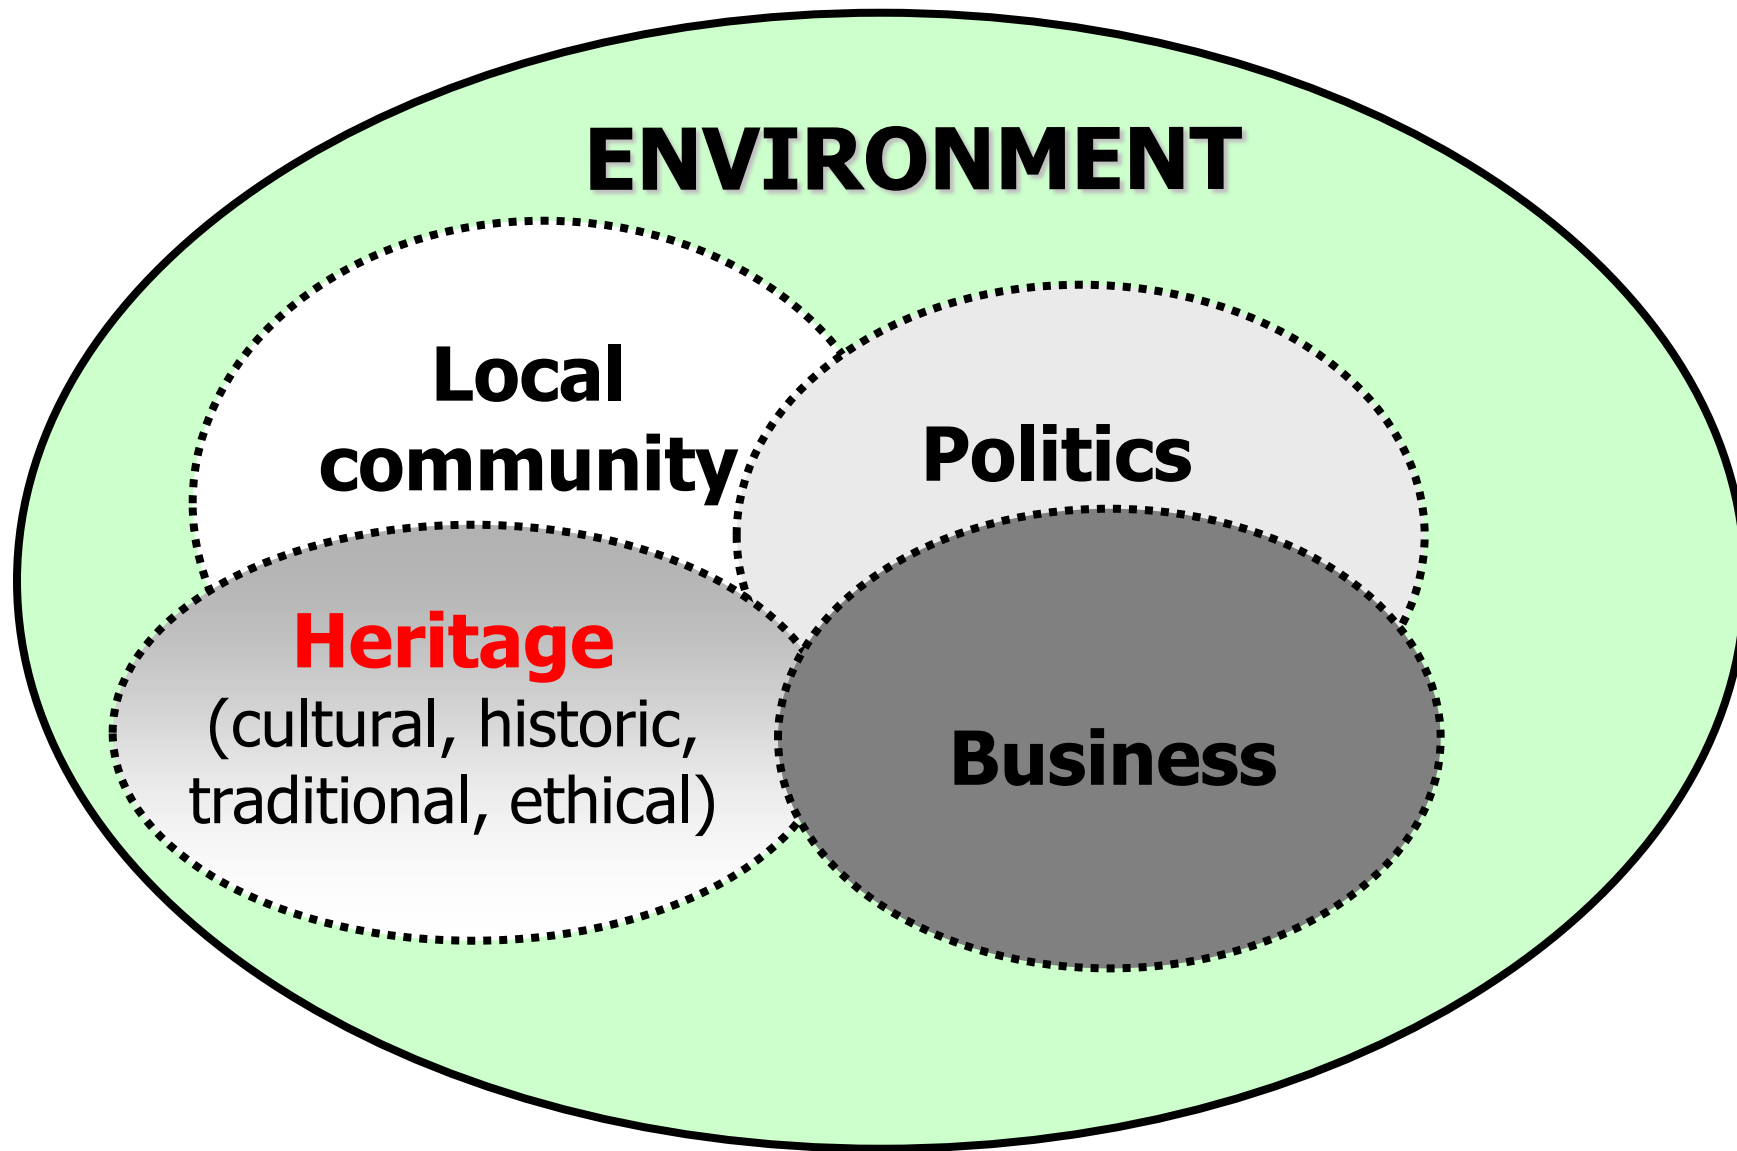 ENVIRONMENT
Local
community
Politics
Heritage
(cultural, historic,
traditional, ethical)
Business